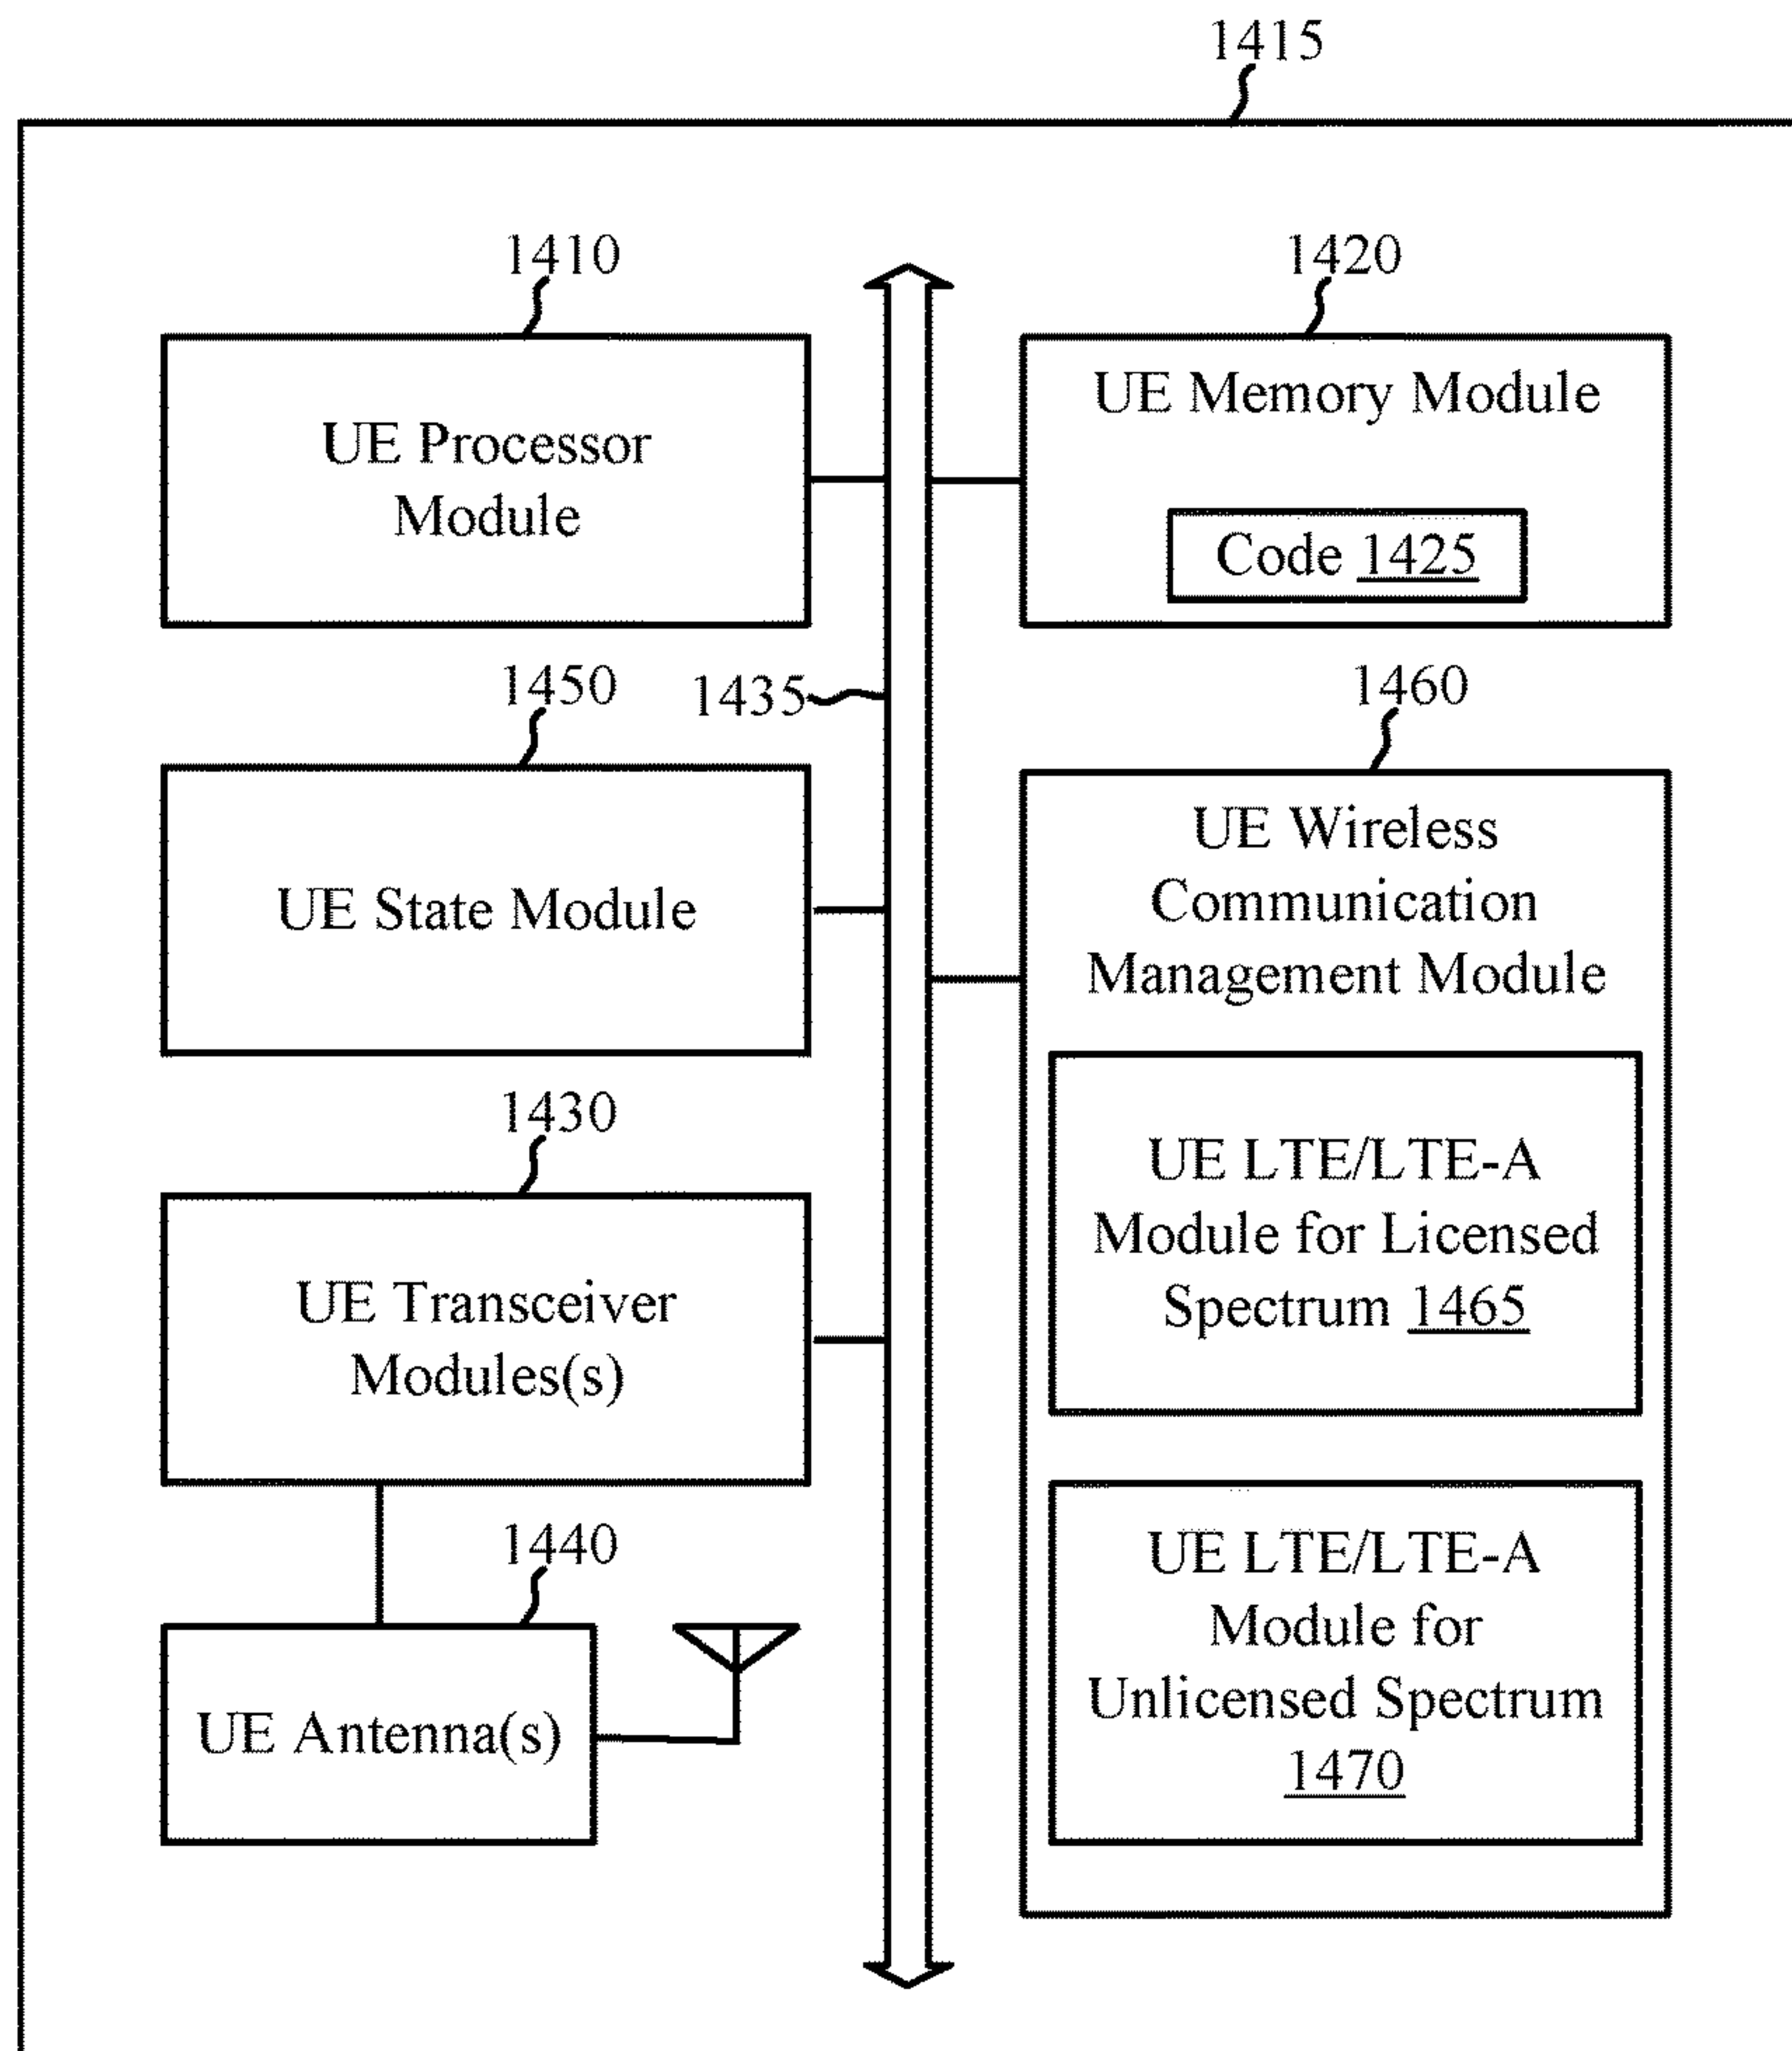 1415
1410
1420
UE Processor
Module
UE Memory Module
Code 1425
1450
1435
1460
UE State Module
UE Wireless
Communication
Management Module
1430
UE Transceiver
Modules(s)
UE LTE/LTE-A
Module for Licensed
Spectrum 1465
1440
UE Antenna(s)
UE LTE/LTE-A
Module for
Unlicensed Spectrum
1470